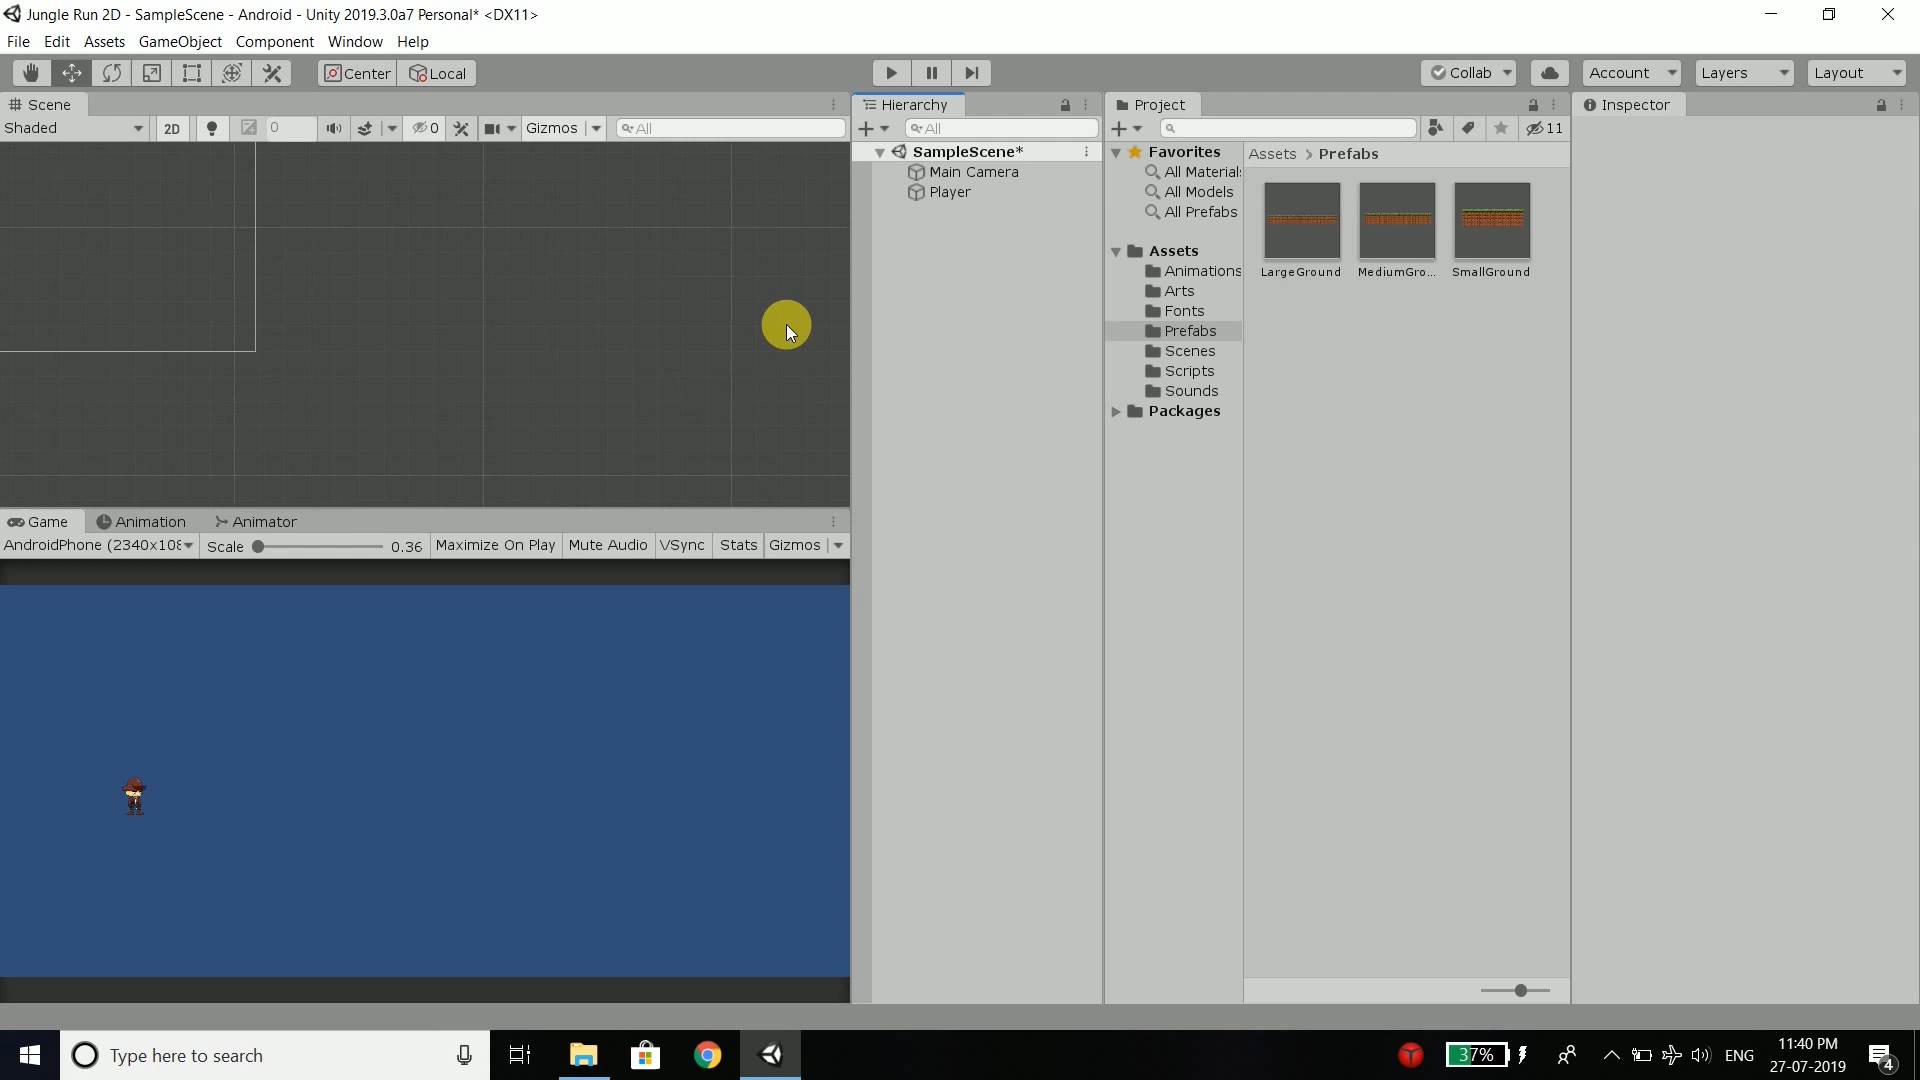 Jungle Run 2D - SampleScene - Android - Unity 2019.3.0a7 Personal* <DX11>
File Edit Assets GameObject Component Window Help
Center Local Collab Account Layers Layout
Scene
Shaded 2D 0 0 Gizmos All
Game Animation Animator
AndroidPhone (2340x108 Scale 0.36 Maximize On Play Mute Audio VSync Stats Gizmos
Hierarchy
All
SampleScene*
Main Camera
Player
Project
11
Favorites
All Material
All Models
All Prefabs
Assets
Animations
Arts
Fonts
Prefabs
Scenes
Scripts
Sounds
Packages
Assets > Prefabs
LargeGround MediumGro... SmallGround
Inspector
Type here to search
37%
ENG
11:40 PM
27-07-2019
4